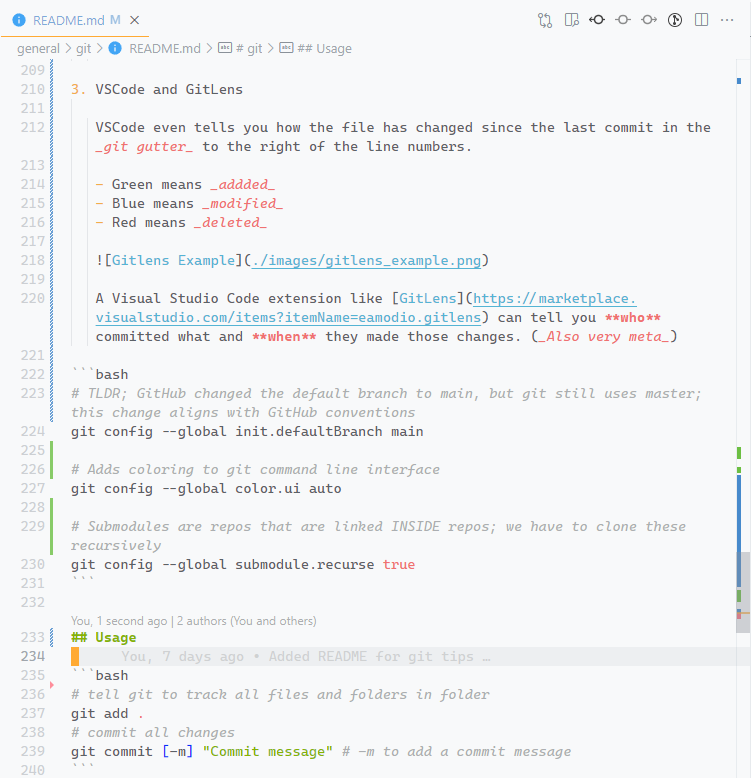 README.md M
general > git > README.md > # git > ## Usage
209
210 3. VSCode and GitLens
211
212 VSCode even tells you how the file has changed since the last commit in the
_git gutter_ to the right of the line numbers.
213
214 - Green means _addded_
215 - Blue means _modified_
216 - Red means _deleted_
217
218 ![Gitlens Example](./images/gitlens_example.png)
219
220 A Visual Studio Code extension like [GitLens](https://marketplace.
visualstudio.com/items?itemName=eamodio.gitlens) can tell you **who**
committed what and **when** they made those changes. (_Also very meta_)
221
222 ```bash
223 # TLDR; GitHub changed the default branch to main, but git still uses master;
this change aligns with GitHub conventions
224 git config --global init.defaultBranch main
225
226 # Adds coloring to git command line interface
227 git config --global color.ui auto
228
229 # Submodules are repos that are linked INSIDE repos; we have to clone these
recursively
230 git config --global submodule.recurse true
231 ```
232
You, 1 second ago | 2 authors (You and others)
233 ## Usage
234 You, 7 days ago • Added README for git tips …
235 ```bash
236 # tell git to track all files and folders in folder
237 git add .
238 # commit all changes
239 git commit [-m] "Commit message" # -m to add a commit message
240 ```